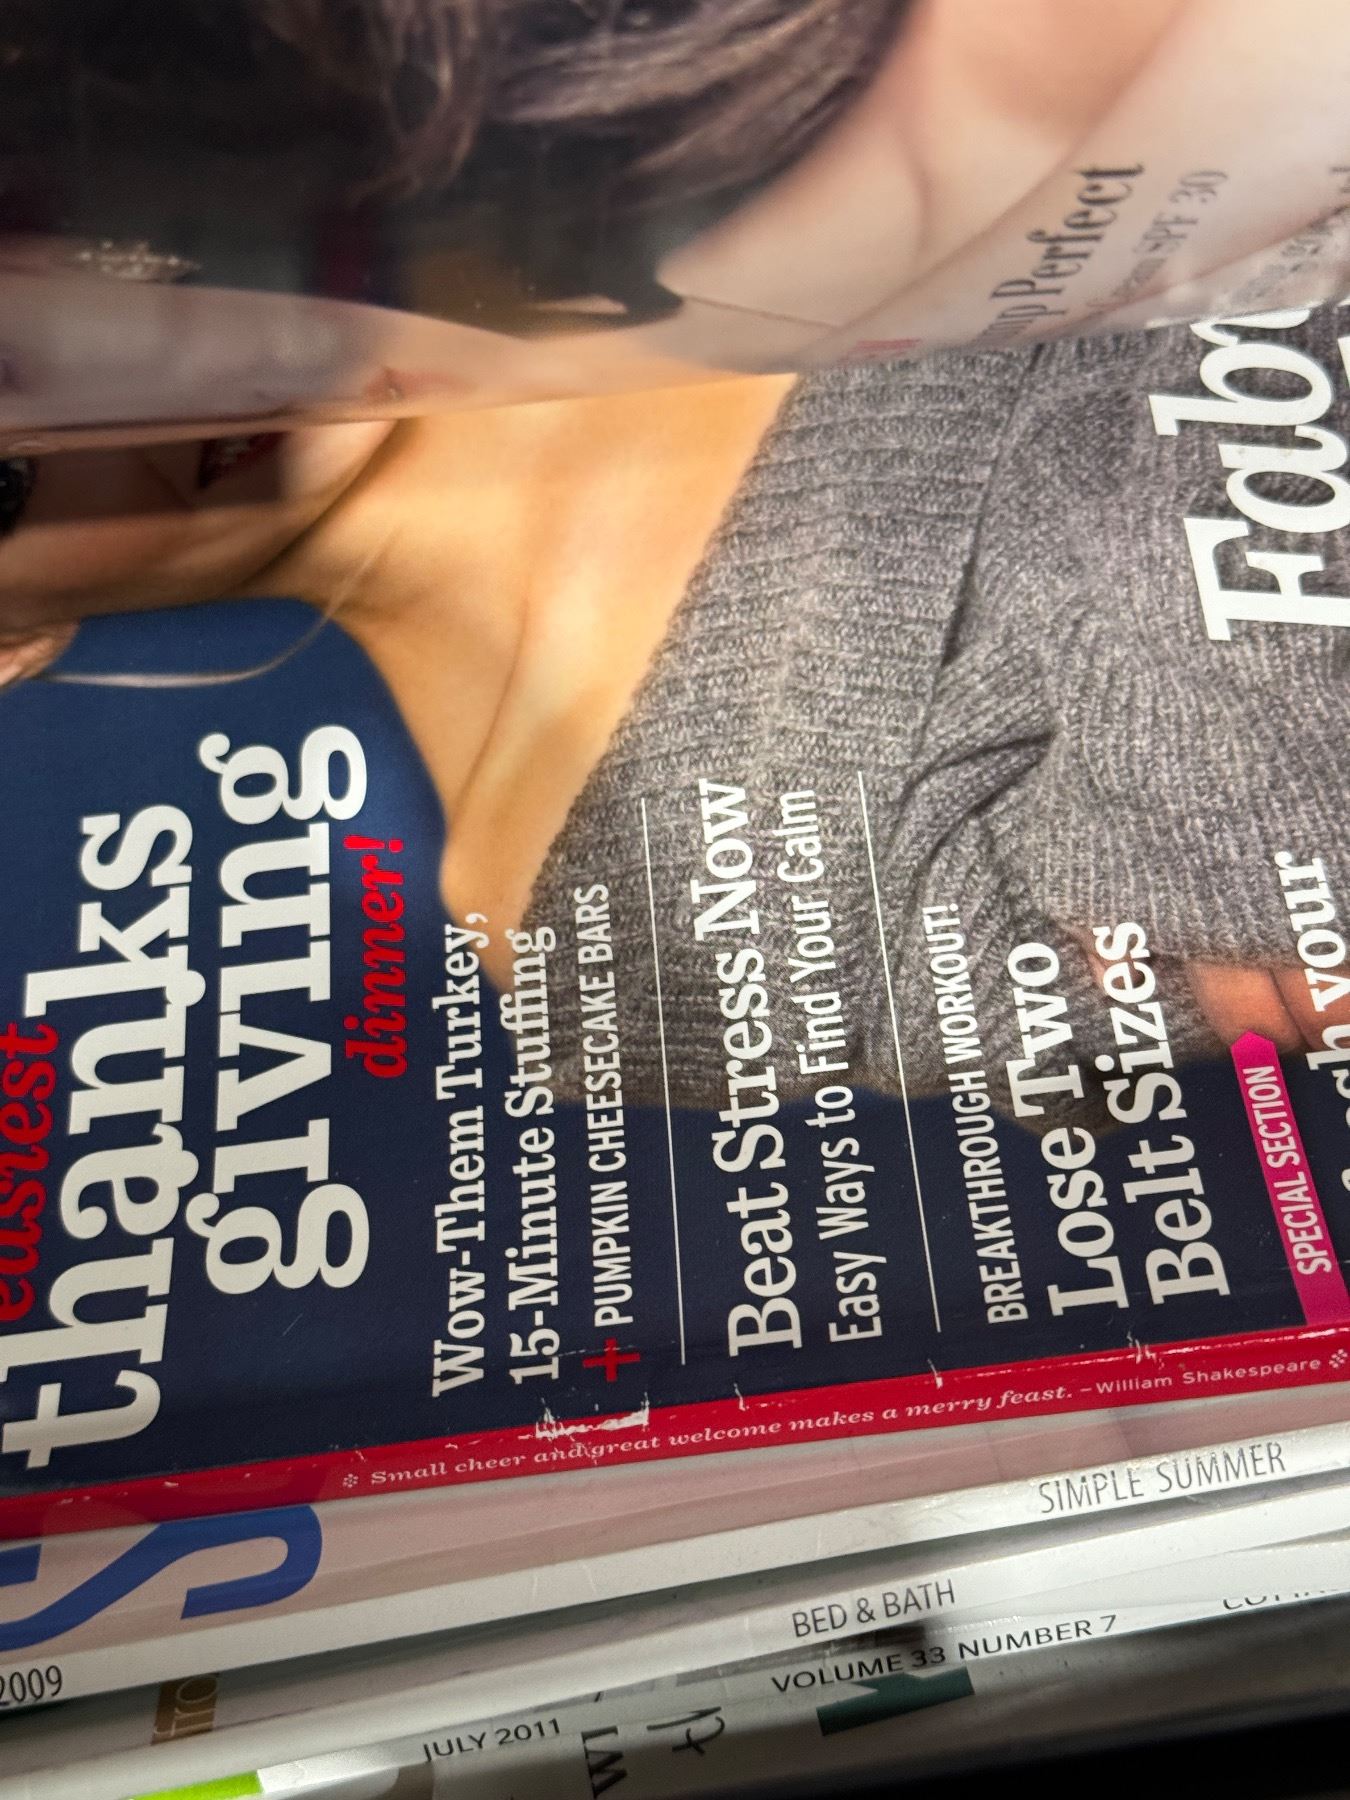 easiest
thanks
giving
dinner!
Wow-Them Turkey,
15-Minute Stuffing
+ PUMPKIN CHEESECAKE BARS
Beat Stress Now
Easy Ways to Find Your Calm
BREAKTHROUGH WORKOUT!
Lose Two
Belt Sizes
SPECIAL SECTION
your
Perfect
SPF 30
Small cheer and great welcome makes a merry feast. –William Shakespeare
SIMPLE SUMMER
2009
BED & BATH
JULY 2011
VOLUME 33 NUMBER 7